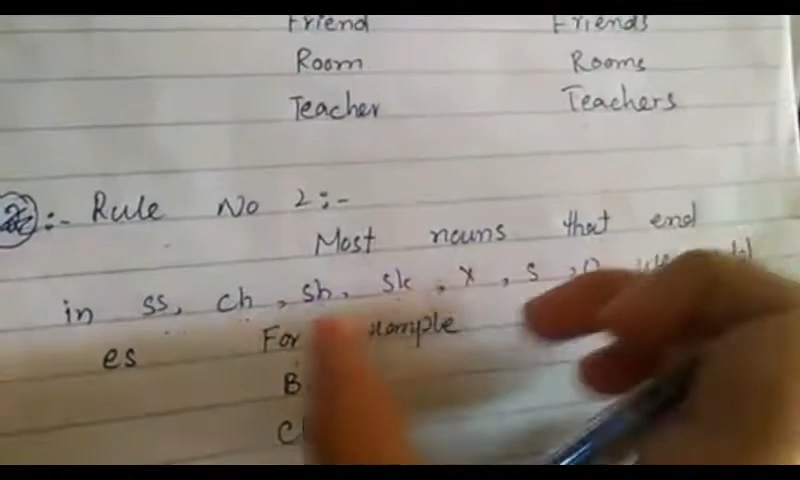 Friend Friends
Room Rooms
Teacher Teachers
:- Rule No 2:-
Most nouns that end
in ss, ch, sh, sk, x, s
es For
B
C